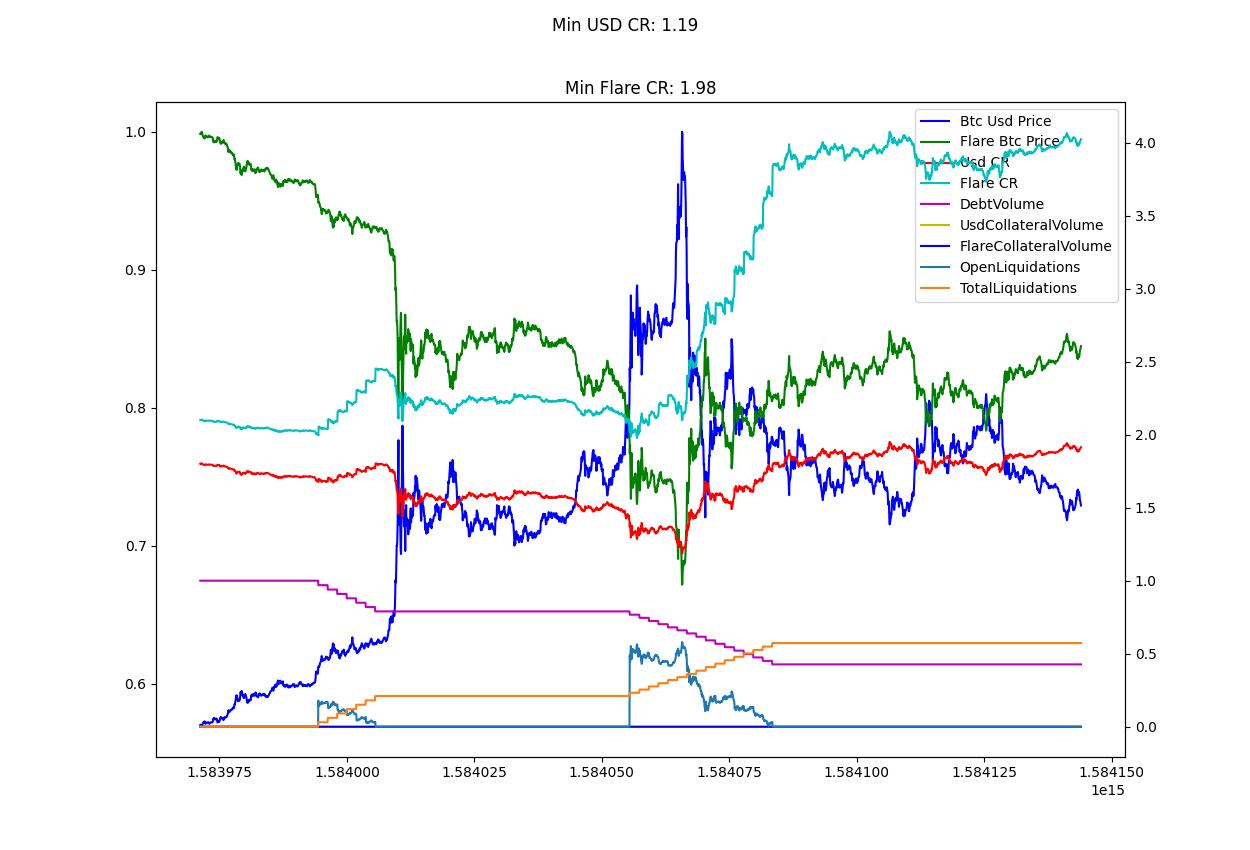 Min USD CR: 1.19
Min Flare CR: 1.98
Btc Usd Price
Flare Btc Price
Usd CR
Flare CR
DebtVolume
UsdCollateralVolume
FlareCollateralVolume
OpenLiquidations
TotalLiquidations
1.0
0.9
0.8
0.7
0.6
4.0
3.5
3.0
2.5
2.0
1.5
1.0
0.5
0.0
1.583975 1.584000 1.584025 1.584050 1.584075 1.584100 1.584125 1.584150
1e15